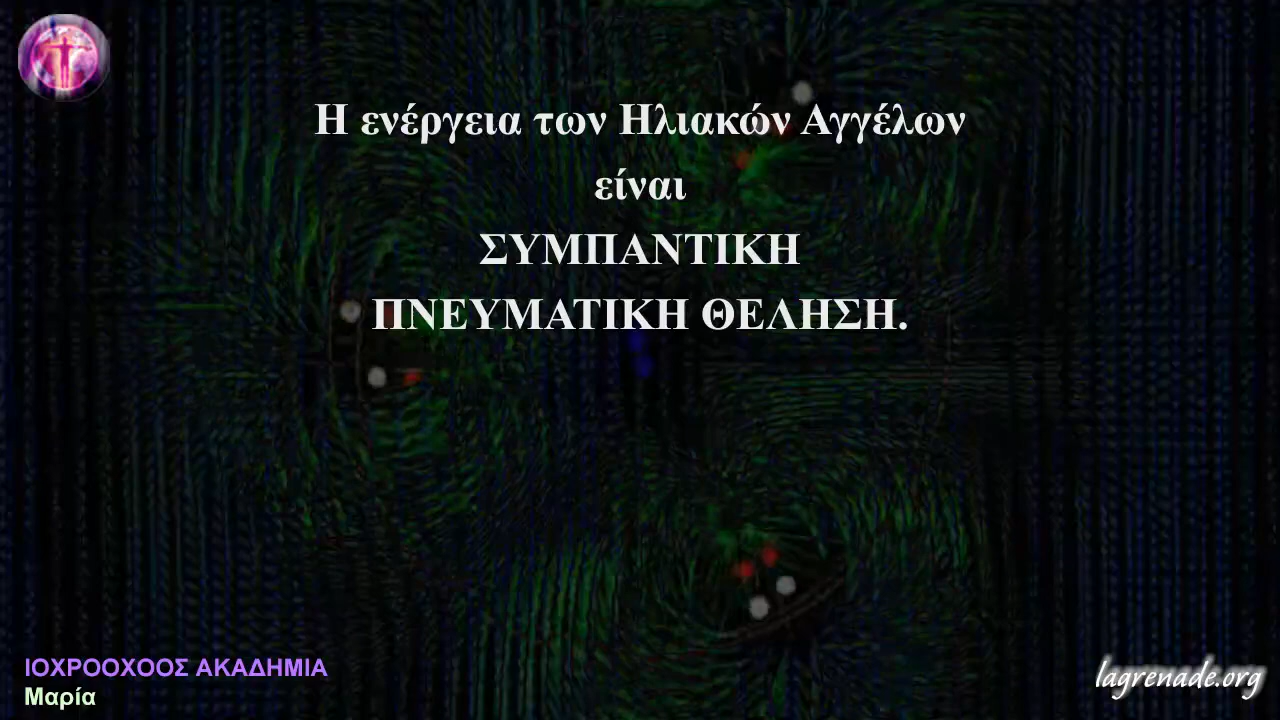 Η ενέργεια των Ηλιακών Αγγέλων
είναι
ΣΥΜΠΑΝΤΙΚΗ
ΠΝΕΥΜΑΤΙΚΗ ΘΕΛΗΣΗ.
ΙΟΧΡΟΟΧΟΟΣ ΑΚΑΔΗΜΙΑ
Μαρία
lagrenade.org